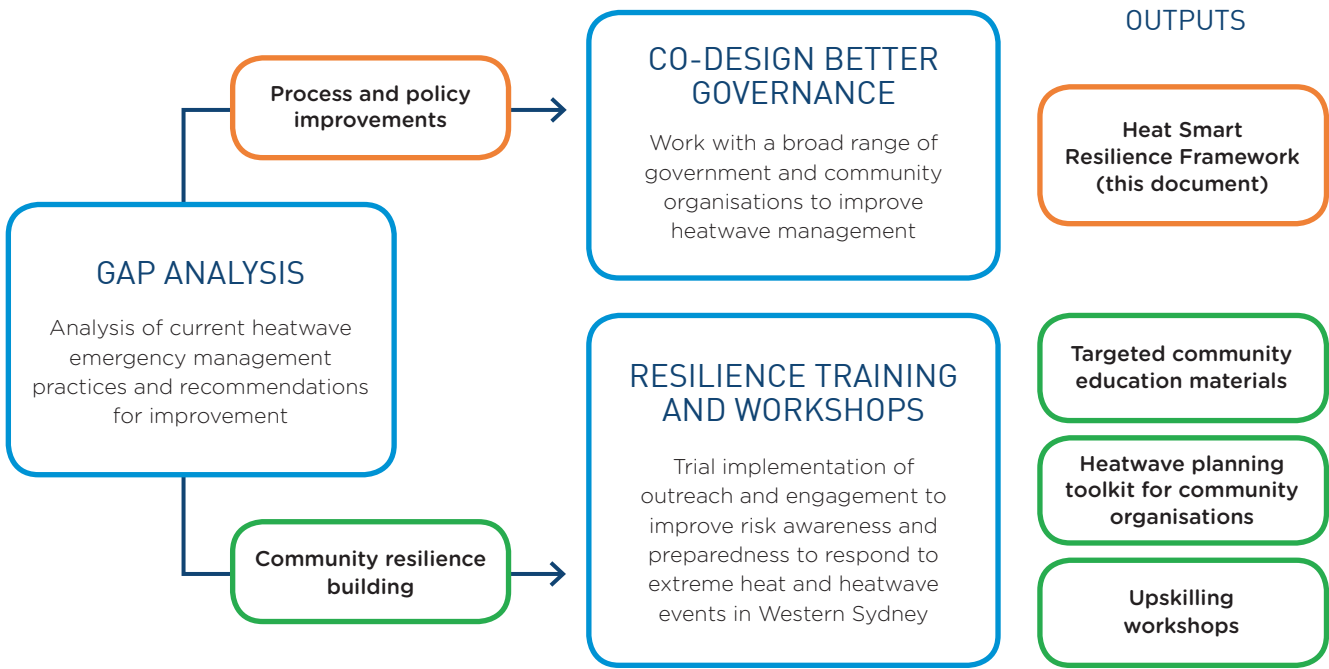 GAP ANALYSIS
Analysis of current heatwave
emergency management
practices and recommendations
for improvement
Process and policy
improvements
CO-DESIGN BETTER
GOVERNANCE
Work with a broad range of
government and community
organisations to improve
heatwave management
Community resilience
building
RESILIENCE TRAINING
AND WORKSHOPS
Trial implementation of
outreach and engagement to
improve risk awareness and
preparedness to respond to
extreme heat and heatwave
events in Western Sydney
OUTPUTS
Heat Smart
Resilience Framework
(this document)
Targeted community
education materials
Heatwave planning
toolkit for community
organisations
Upskilling
workshops